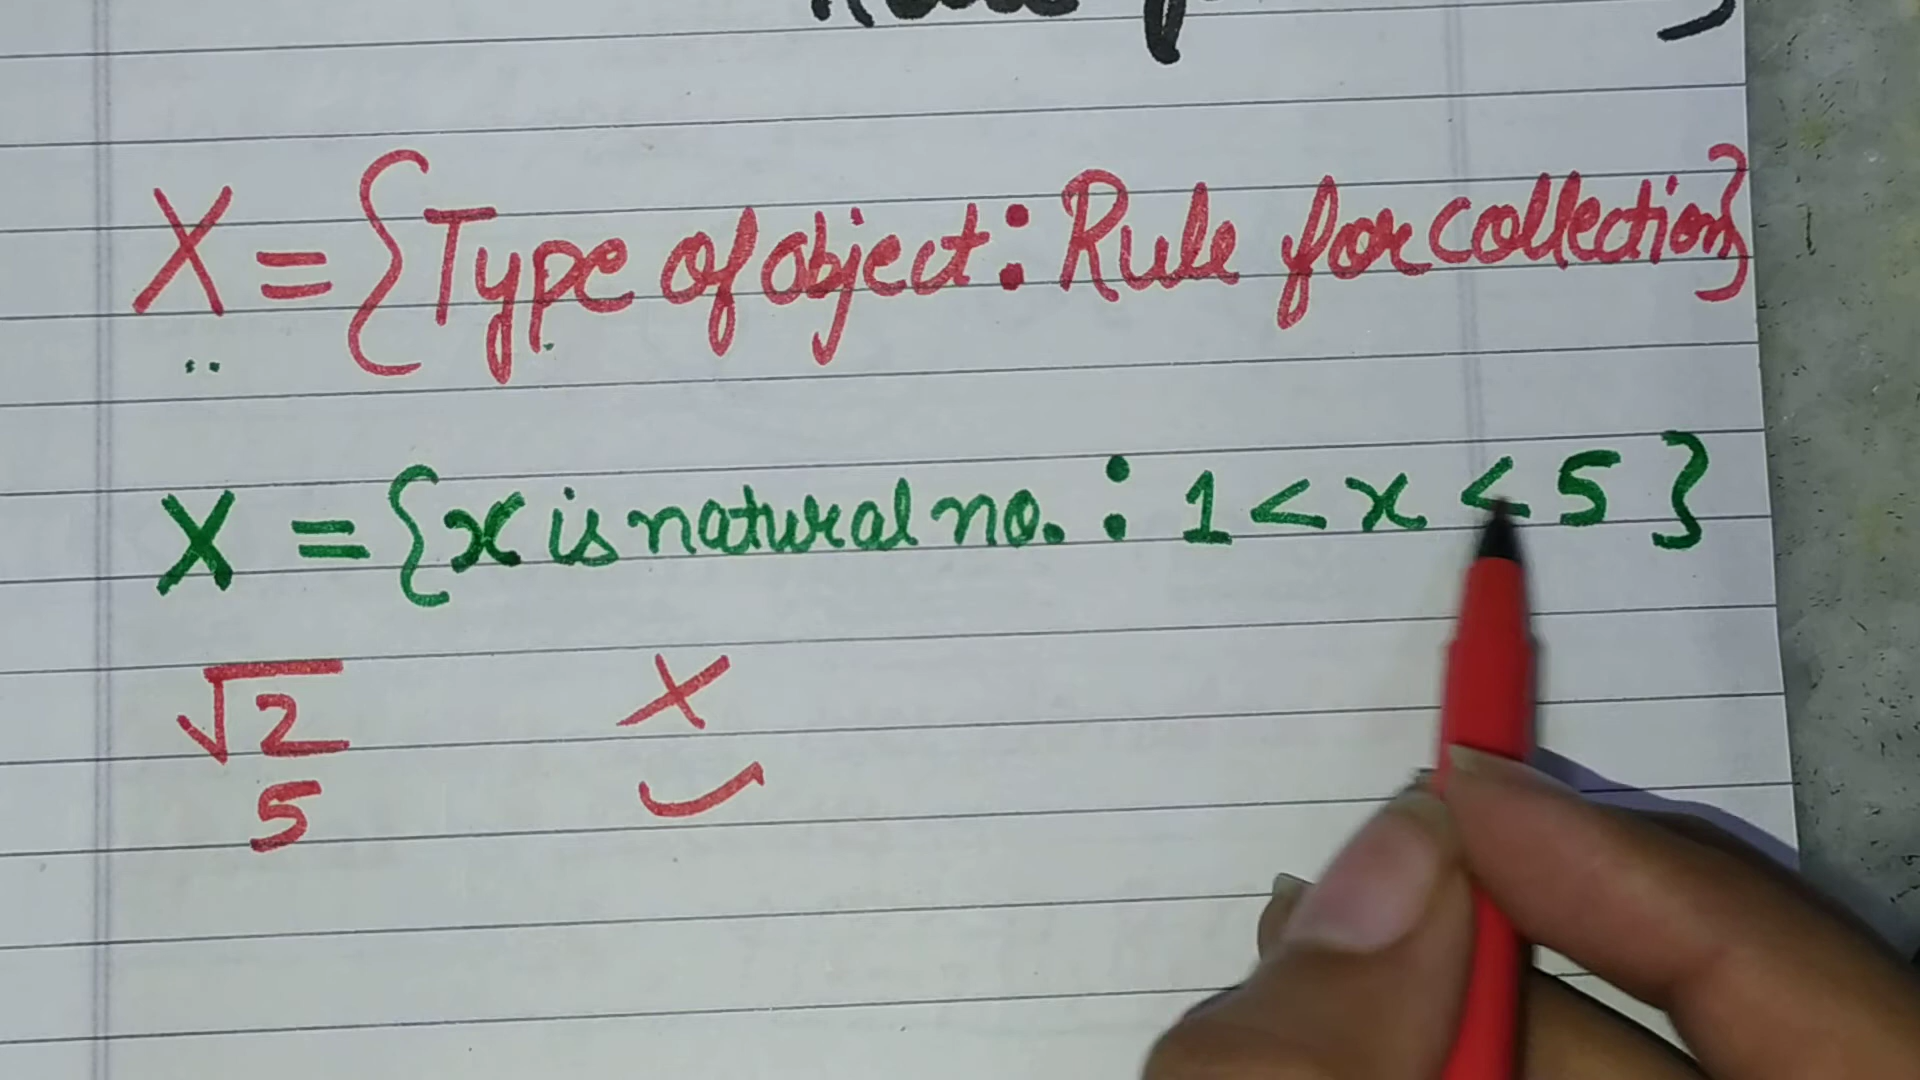 X = {Type of object : Rule for collection}
X = {x is natural no. : 1 < x < 5}
√2 X
5 ✓